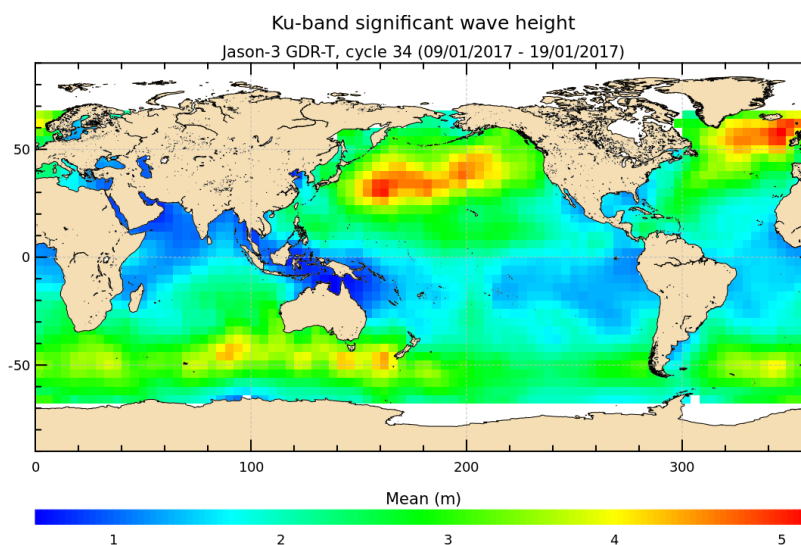 Ku-band significant wave height
Jason-3 GDR-T, cycle 34 (09/01/2017 - 19/01/2017)
50
0
-50
0 100 200 300
Mean (m)
1 2 3 4 5